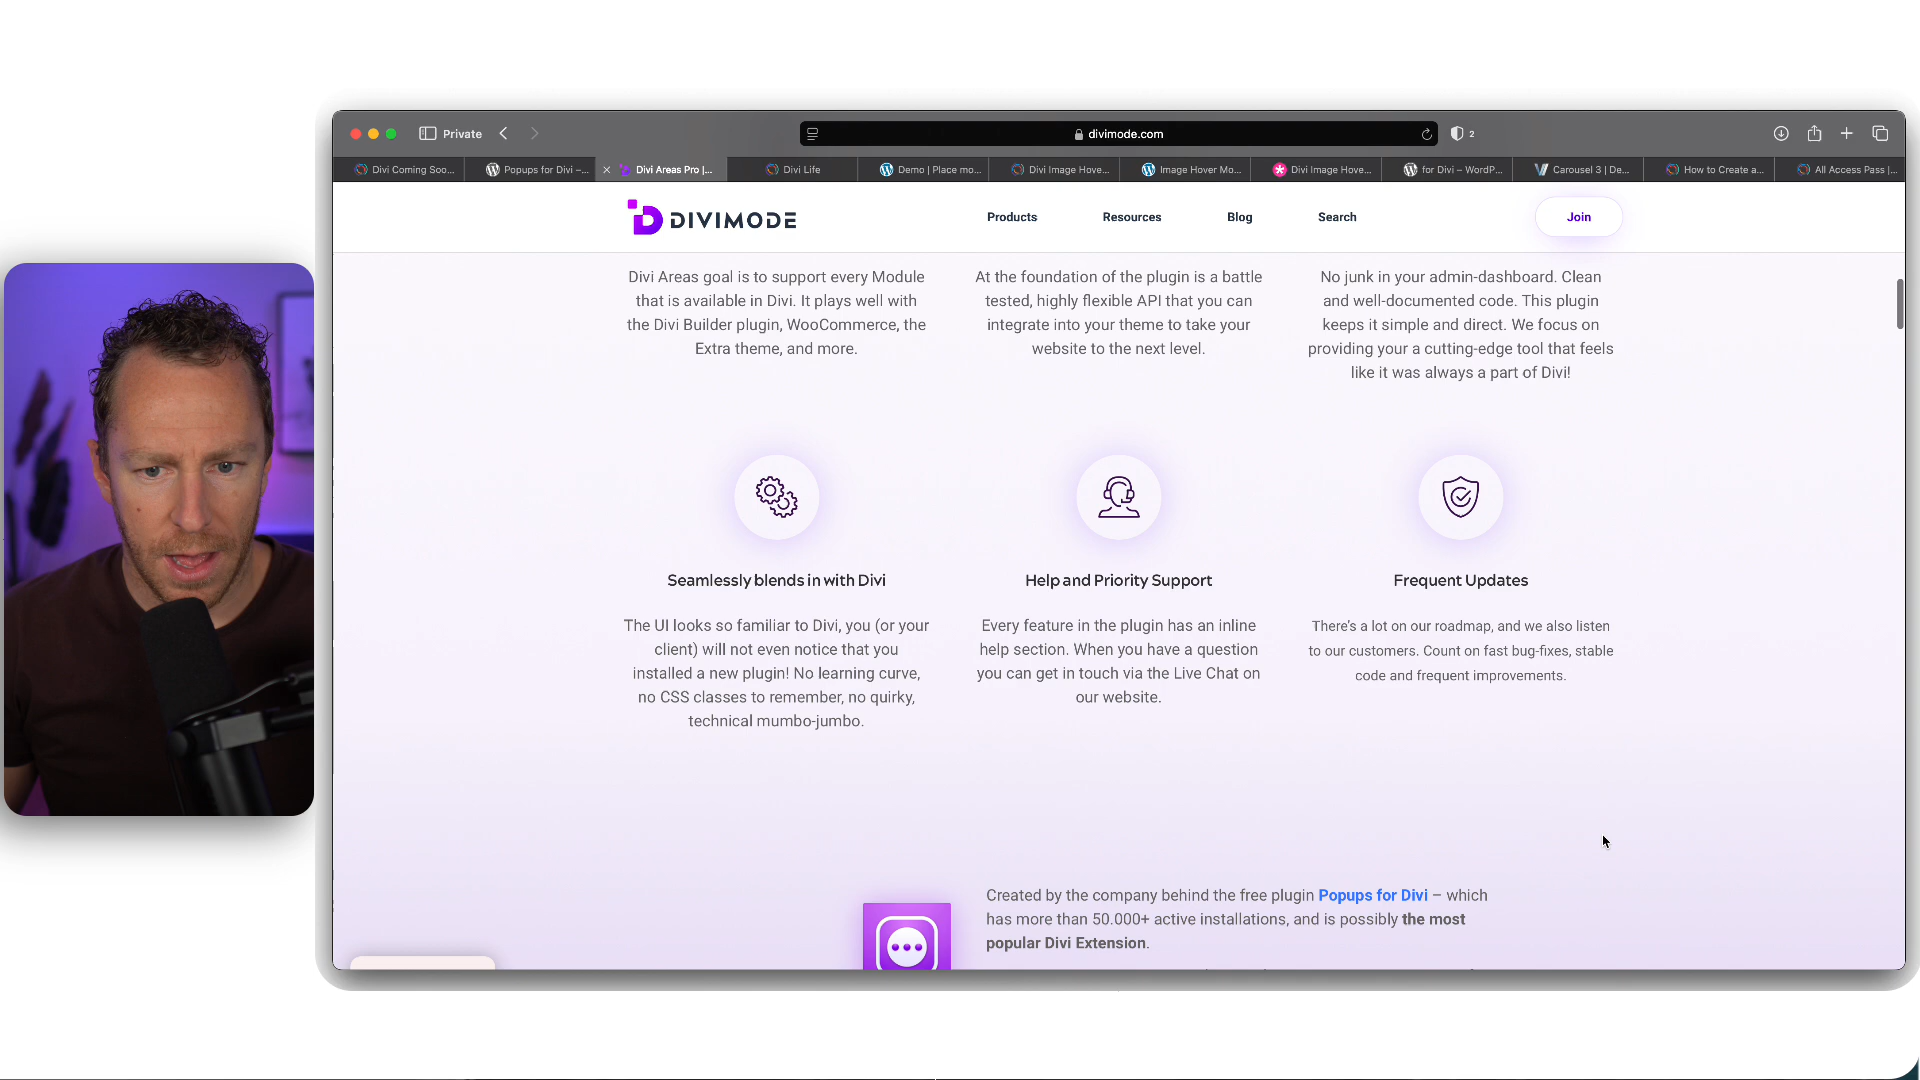 Private
divimode.com
2
Divi Coming Soo...
Popups for Divi –...
Divi Areas Pro |...
Divi Life
Demo | Place mo...
Divi Image Hove...
Image Hover Mo...
Divi Image Hove...
for Divi – WordP...
Carousel 3 | De...
How to Create a...
All Access Pass |...
DIVIMODE
Products
Resources
Blog
Search
Join
Divi Areas goal is to support every Module
that is available in Divi. It plays well with
the Divi Builder plugin, WooCommerce, the
Extra theme, and more.
At the foundation of the plugin is a battle
tested, highly flexible API that you can
integrate into your theme to take your
website to the next level.
No junk in your admin-dashboard. Clean
and well-documented code. This plugin
keeps it simple and direct. We focus on
providing your a cutting-edge tool that feels
like it was always a part of Divi!
Seamlessly blends in with Divi
The UI looks so familiar to Divi, you (or your
client) will not even notice that you
installed a new plugin! No learning curve,
no CSS classes to remember, no quirky,
technical mumbo-jumbo.
Help and Priority Support
Every feature in the plugin has an inline
help section. When you have a question
you can get in touch via the Live Chat on
our website.
Frequent Updates
There's a lot on our roadmap, and we also listen
to our customers. Count on fast bug-fixes, stable
code and frequent improvements.
Created by the company behind the free plugin Popups for Divi – which
has more than 50.000+ active installations, and is possibly the most
popular Divi Extension.